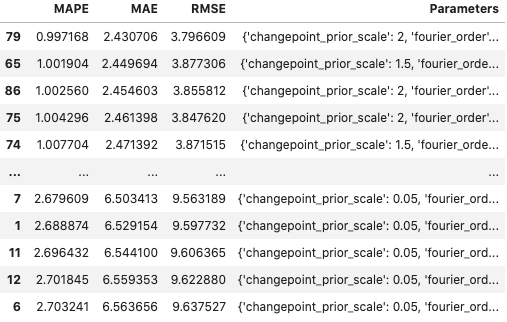 MAPE MAE RMSE Parameters
79 0.997168 2.430706 3.796609 {'changepoint_prior_scale': 2, 'fourier_order'...
65 1.001904 2.449694 3.877306 {'changepoint_prior_scale': 1.5, 'fourier_orde...
86 1.002560 2.454603 3.855812 {'changepoint_prior_scale': 2, 'fourier_order'...
75 1.004296 2.461398 3.847620 {'changepoint_prior_scale': 2, 'fourier_order'...
74 1.007704 2.471392 3.871515 {'changepoint_prior_scale': 1.5, 'fourier_orde...
... ... ... ... ...
7 2.679609 6.503413 9.563189 {'changepoint_prior_scale': 0.05, 'fourier_ord...
1 2.688874 6.529154 9.597732 {'changepoint_prior_scale': 0.05, 'fourier_ord...
11 2.696432 6.544100 9.606365 {'changepoint_prior_scale': 0.05, 'fourier_ord...
12 2.701845 6.559353 9.622880 {'changepoint_prior_scale': 0.05, 'fourier_ord...
6 2.703241 6.563656 9.637527 {'changepoint_prior_scale': 0.05, 'fourier_ord...